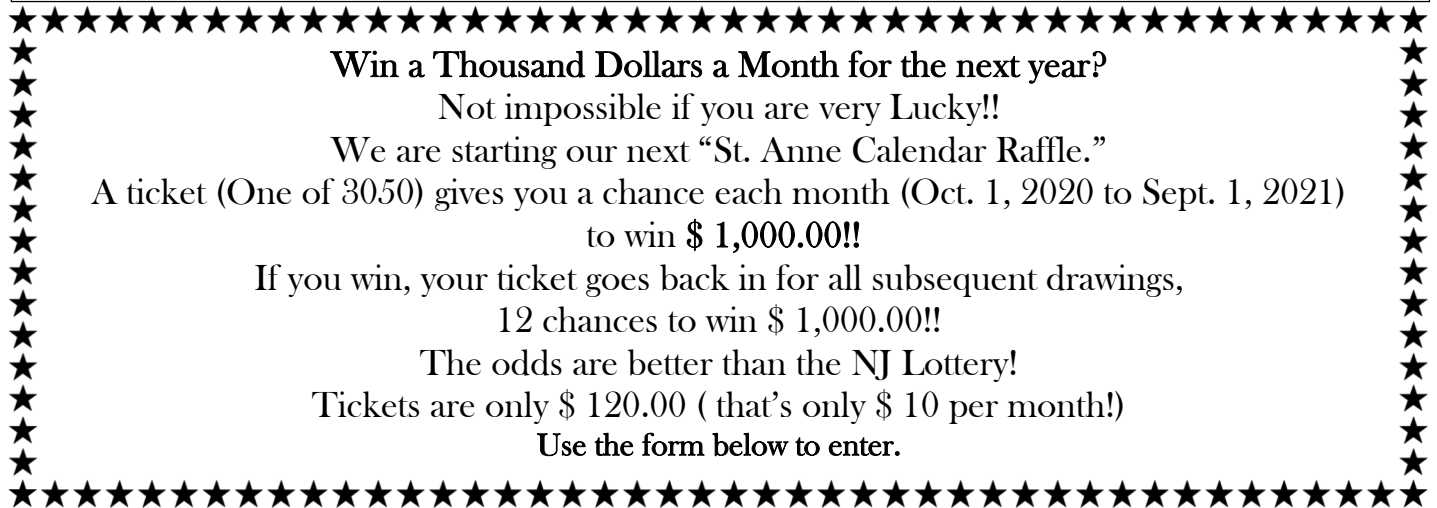 Win a Thousand Dollars a Month for the next year?
Not impossible if you are very Lucky!!
We are starting our next “St. Anne Calendar Raffle.”
A ticket (One of 3050) gives you a chance each month (Oct. 1, 2020 to Sept. 1, 2021)
to win $ 1,000.00!!
If you win, your ticket goes back in for all subsequent drawings,
12 chances to win $ 1,000.00!!
The odds are better than the NJ Lottery!
Tickets are only $ 120.00 ( that’s only $ 10 per month!)
Use the form below to enter.